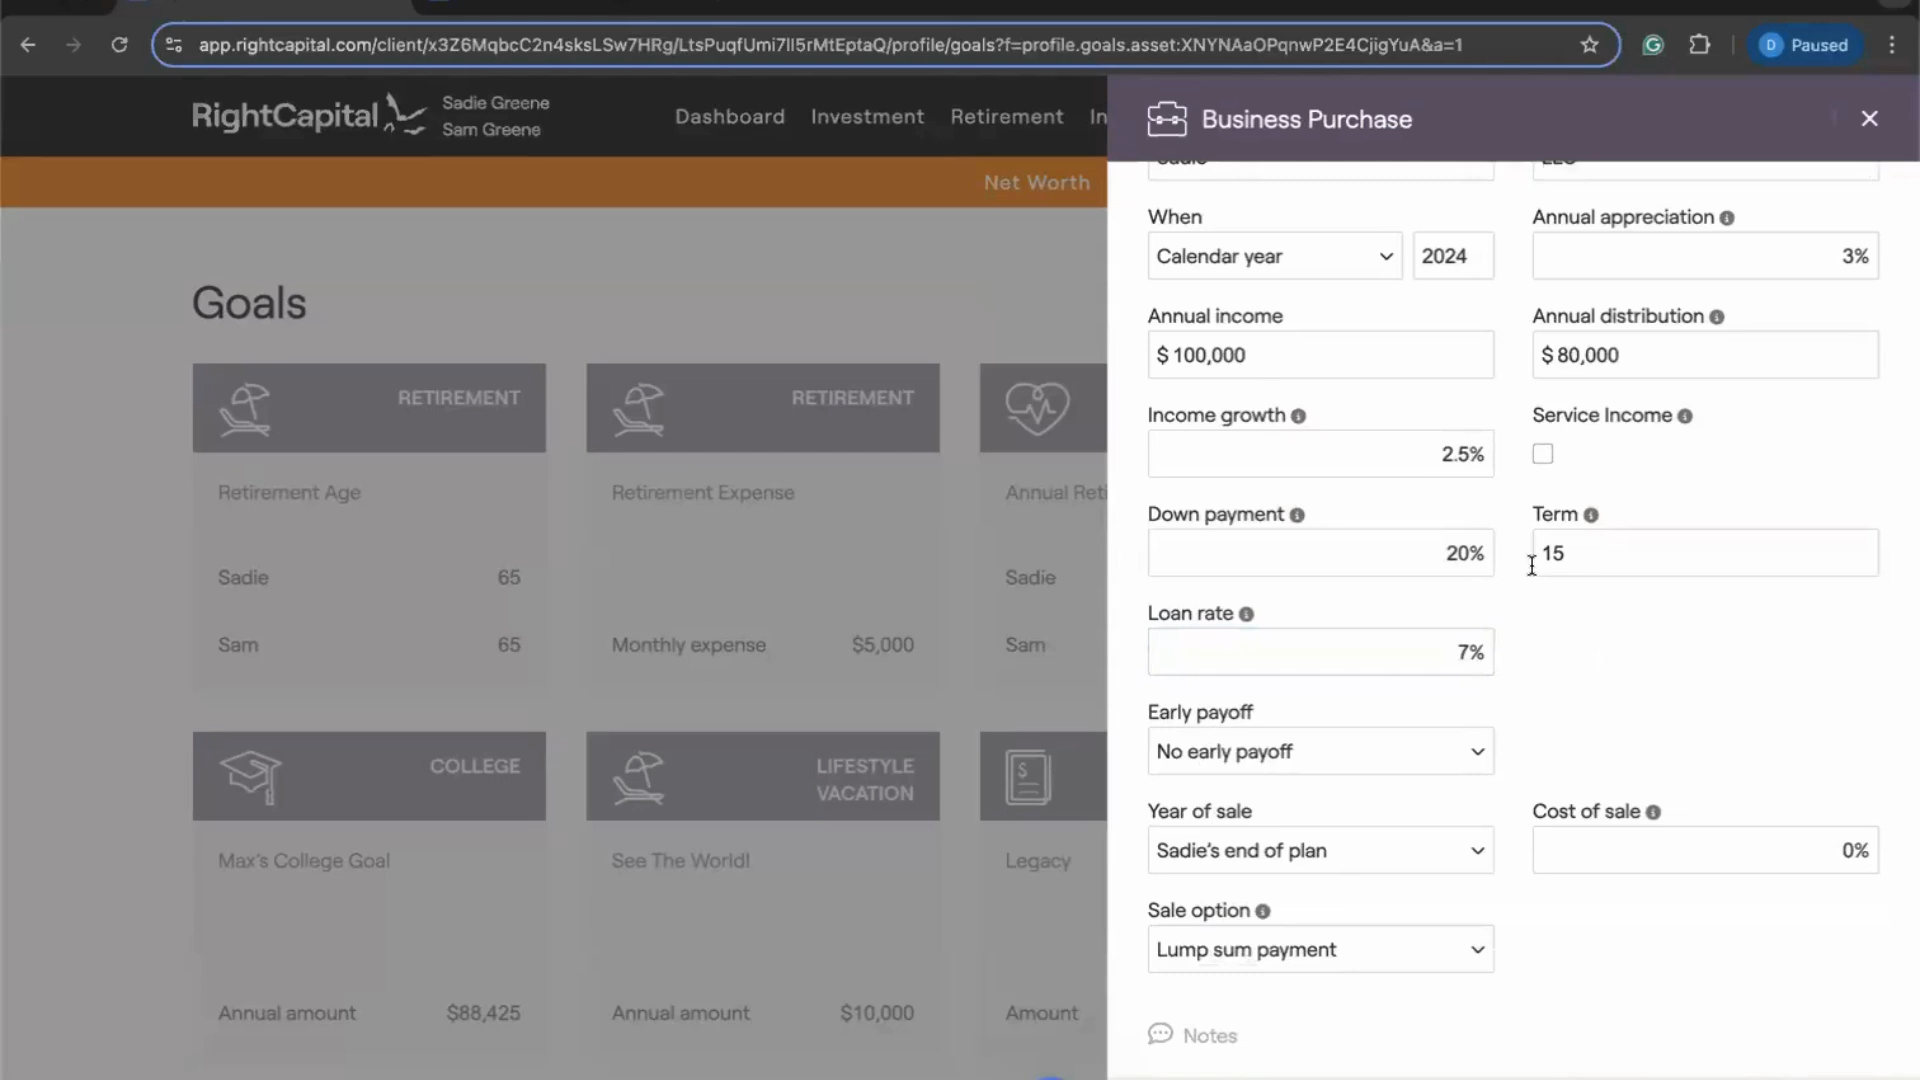 app.rightcapital.com/client/x3Z6MqbcC2n4sksLSw7HRg/LtsPuqfUmi7lI5rMtEptaQ/profile/goals?f=profile.goals.asset:XNYNAaOPqnwP2E4CjigYuA&a=1
D Paused
RightCapital
Sadie Greene
Sam Greene
Dashboard Investment Retirement In
Net Worth
Goals
RETIREMENT
Retirement Age
Sadie 65
Sam 65
RETIREMENT
Retirement Expense
Monthly expense $5,000
Annual Reti
Sadie
Sam
COLLEGE
Max's College Goal
Annual amount $88,425
LIFESTYLE
VACATION
See The World!
Annual amount $10,000
Legacy
Amount
Business Purchase
When
Calendar year 2024
Annual appreciation
3%
Annual income
$ 100,000
Annual distribution
$ 80,000
Income growth
2.5%
Service Income
Down payment
20%
Term
15
Loan rate
7%
Early payoff
No early payoff
Year of sale
Sadie's end of plan
Cost of sale
0%
Sale option
Lump sum payment
Notes